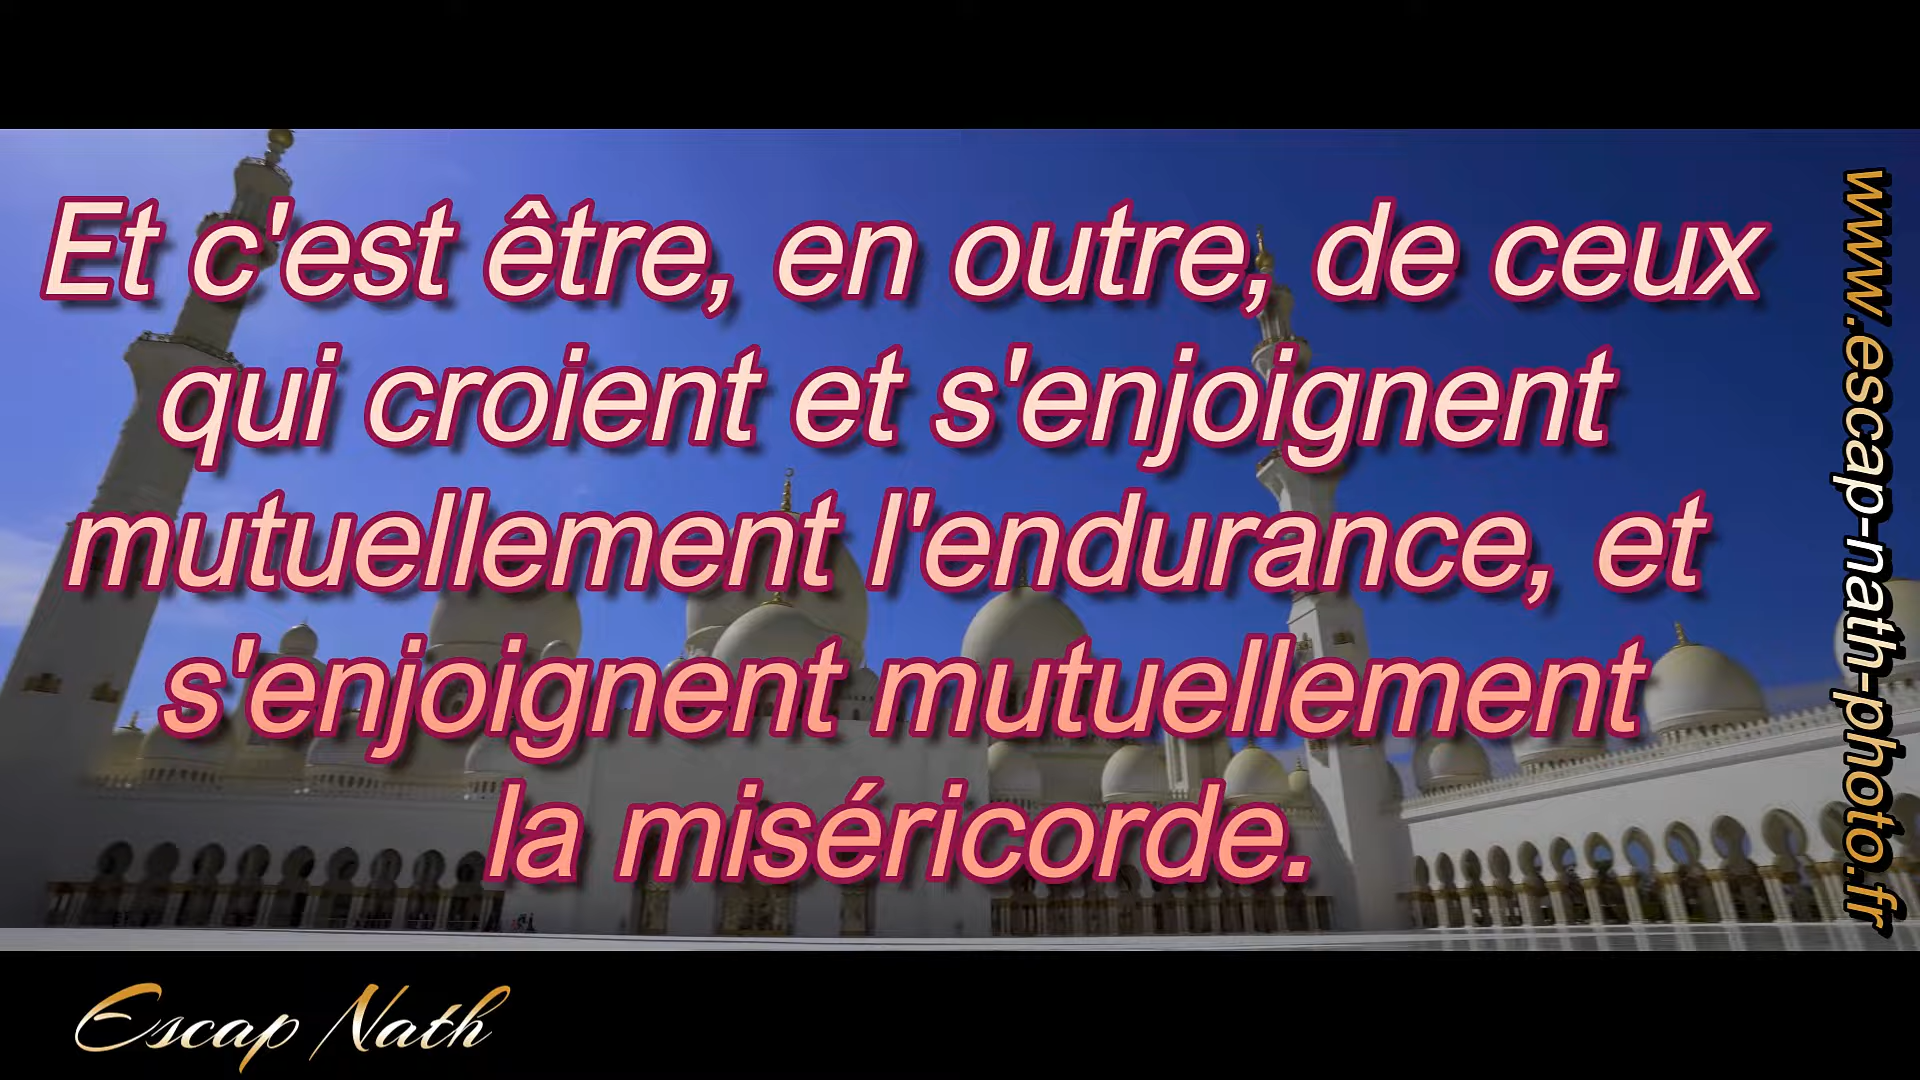 Et c'est être, en outre, de ceux
qui croient et s'enjoignent
mutuellement l'endurance, et
s'enjoignent mutuellement
la miséricorde.
www.escap-nath-photo.fr
Escap Nath